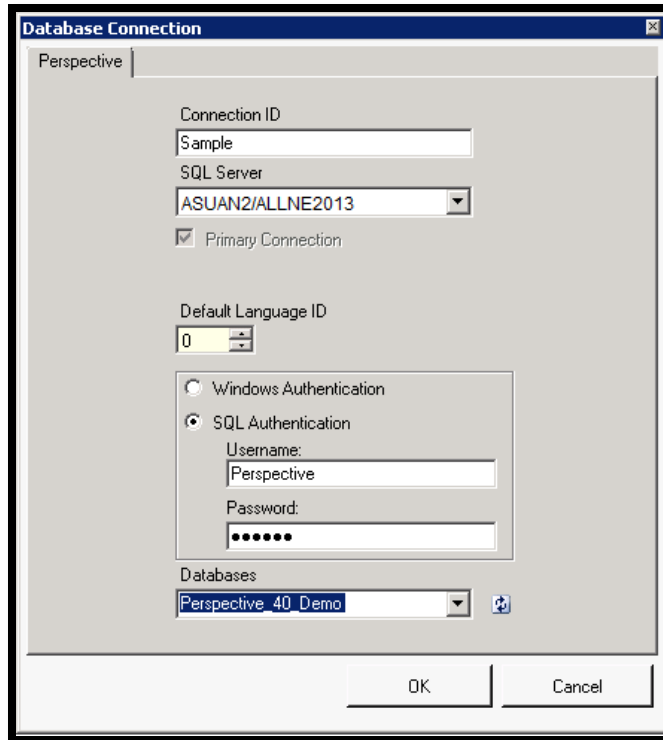 Database Connection
Perspective
Connection ID
Sample
SQL Server
ASUAN2/ALLNE2013
Primary Connection
Default Language ID
0
Windows Authentication
SQL Authentication
Username:
Perspective
Password:
●●●●●●
Databases
Perspective_40_Demo
OK Cancel